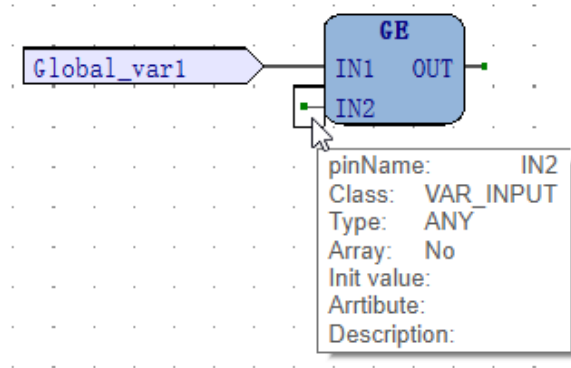 GE
Global_var1
IN1 OUT
IN2
pinName: IN2
Class: VAR_INPUT
Type: ANY
Array: No
Init value:
Arrtibute:
Description: